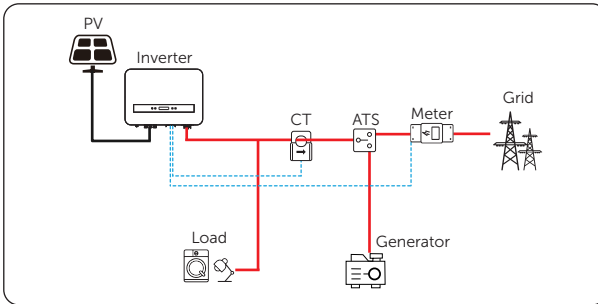 PV
Inverter
CT
ATS
Meter
Grid
Load
Generator